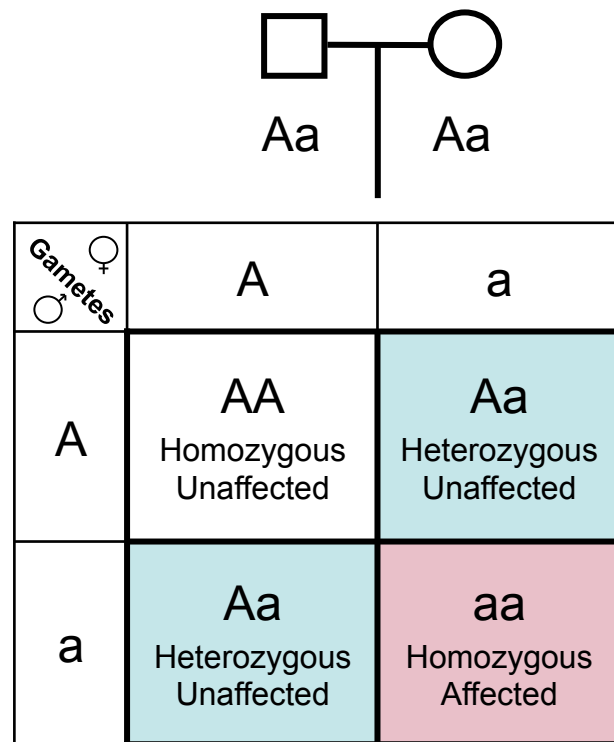 Aa Aa
Gametes ♀ ♂
A a
A
AA
Homozygous
Unaffected
Aa
Heterozygous
Unaffected
a
Aa
Heterozygous
Unaffected
aa
Homozygous
Affected